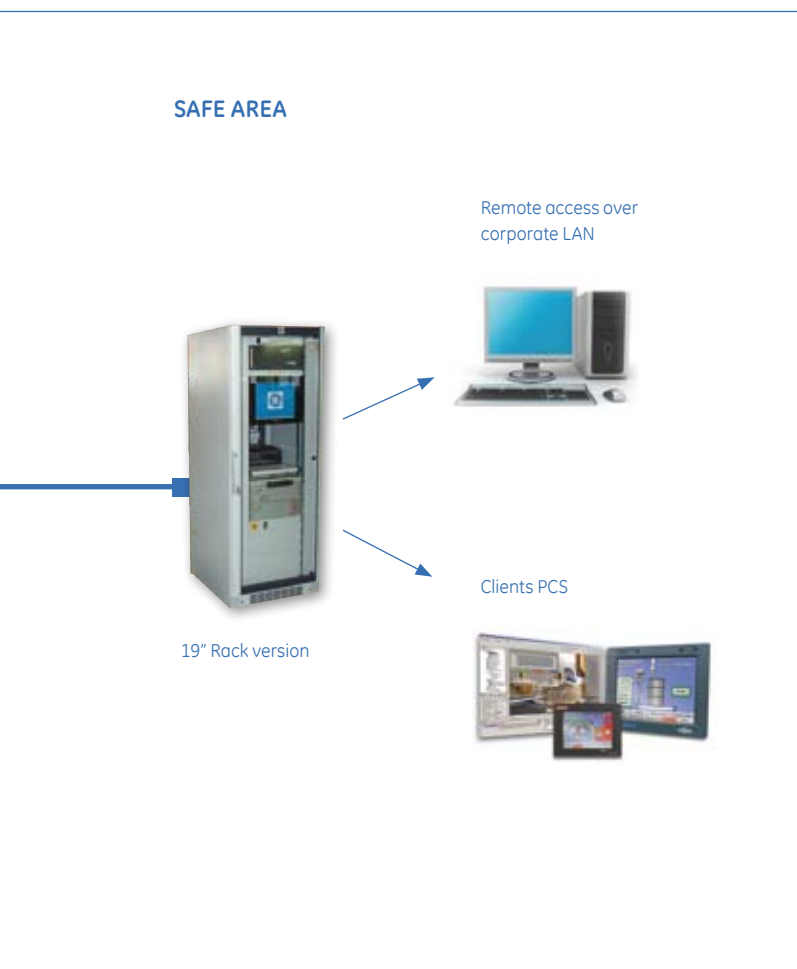 SAFE AREA
Remote access over
corporate LAN
Clients PCS
19" Rack version